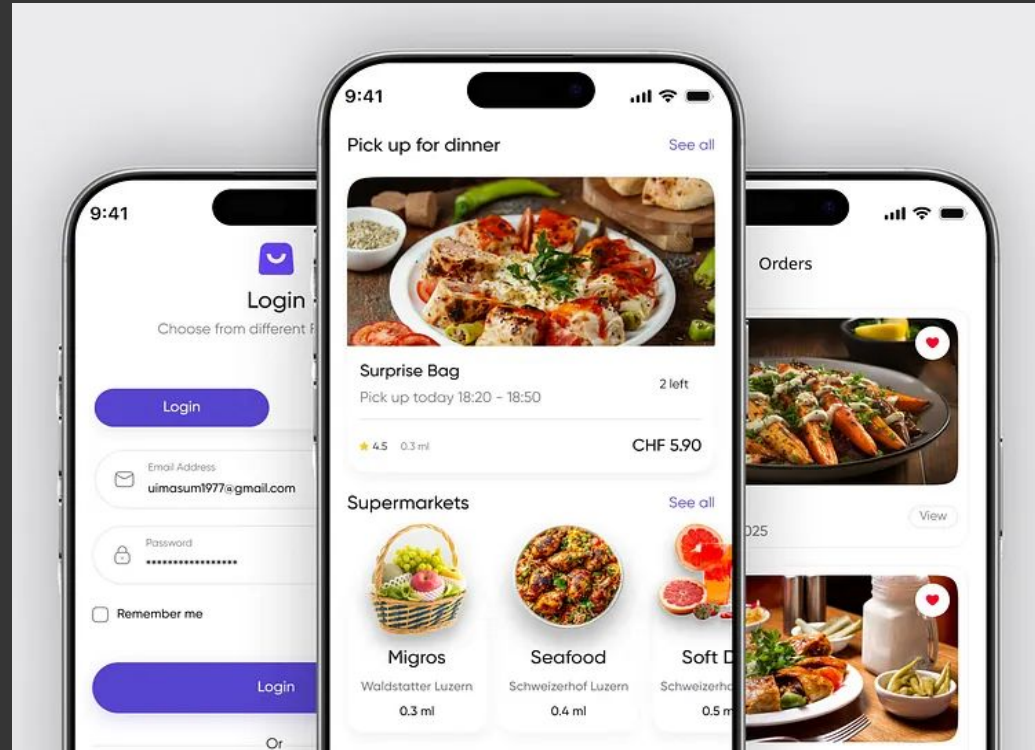 9:41
Login
Choose from different
Login
Email Address
uimasum1977@gmail.com
Password
Remember me
Login
Or
9:41
Pick up for dinner
See all
Surprise Bag
Pick up today 18:20 - 18:50
2 left
4.5
0.3 ml
CHF 5.90
Supermarkets
See all
Migros
Waldstatter Luzern
0.3 ml
Seafood
Schweizerhof Luzern
0.4 ml
Soft
0.5
Orders
View